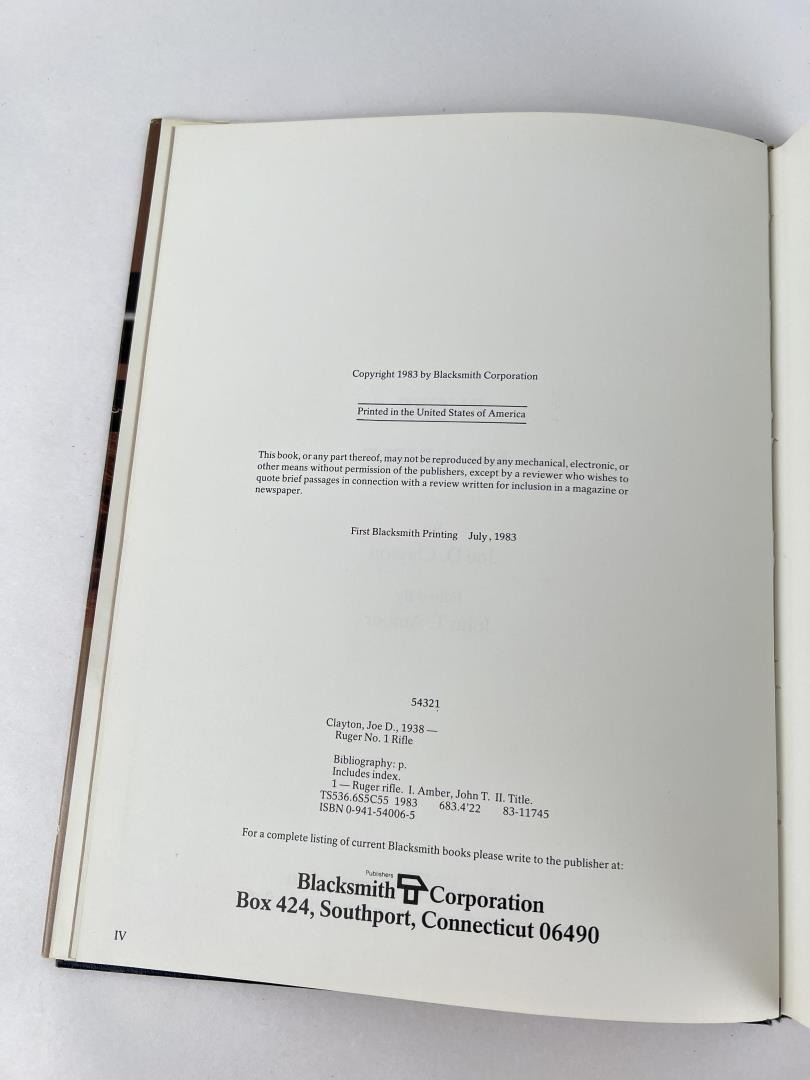 Copyright 1983 by Blacksmith Corporation
Printed in the United States of America
This book, or any part thereof, may not be reproduced by any mechanical, electronic, or
other means without permission of the publishers, except by a reviewer who wishes to
quote brief passages in connection with a review written for inclusion in a magazine or
newspaper.
First Blacksmith Printing July, 1983
54321
Clayton, Joe D., 1938 —
Ruger No. 1 Rifle
Bibliography: p.
Includes index.
1 — Ruger rifle. I. Amber, John T. II. Title.
TS536.6S5C55 1983 683.4'22 83-11745
ISBN 0-941-54006-5
For a complete listing of current Blacksmith books please write to the publisher at:
Publishers
Blacksmith Corporation
Box 424, Southport, Connecticut 06490
IV